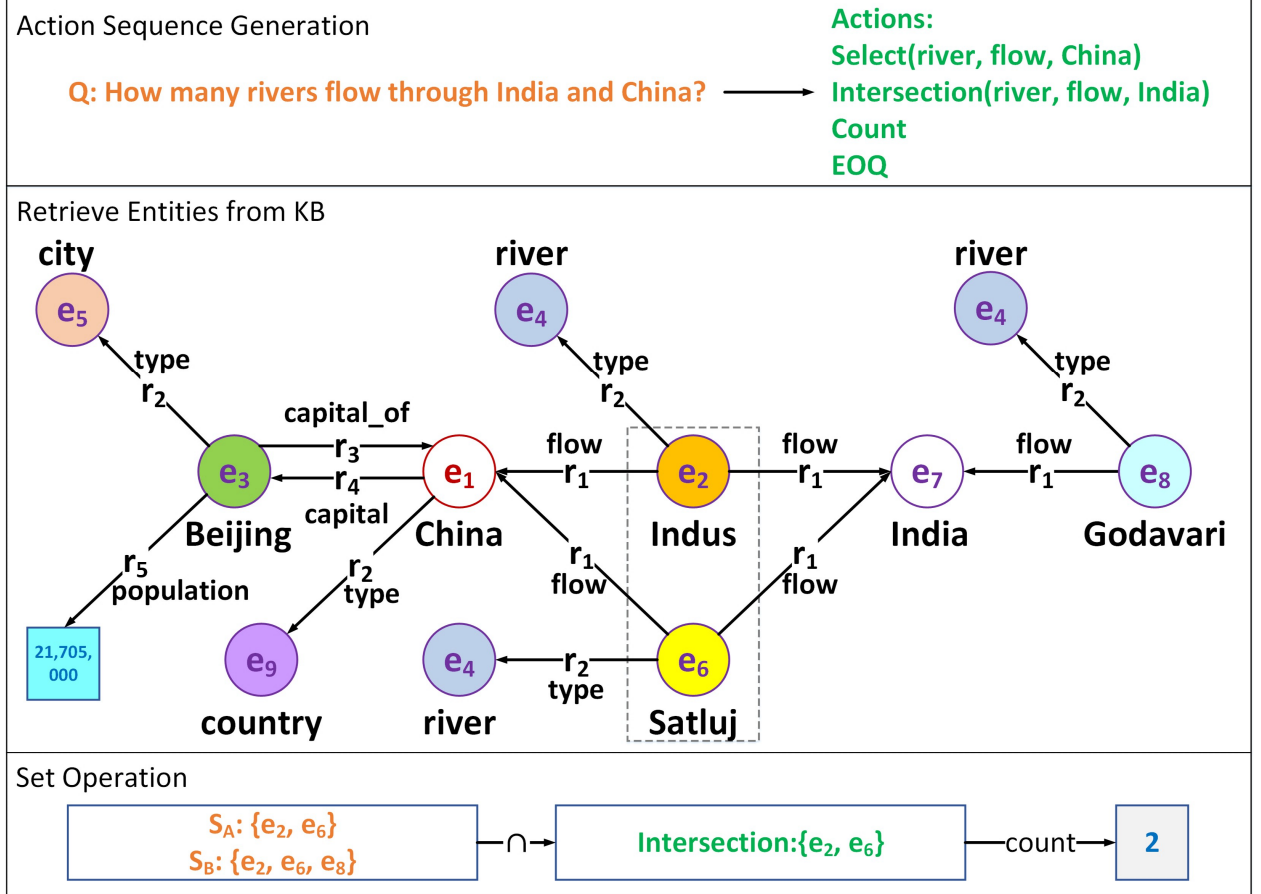 Action Sequence Generation
Q: How many rivers flow through India and China?
Actions:
Select(river, flow, China)
Intersection(river, flow, India)
Count
EOQ
Retrieve Entities from KB
city
river
river
e5
e4
e4
type
r2
type
r2
type
r2
capital_of
r3
flow
r1
flow
r1
flow
r1
e3
e1
e2
e7
e8
r4
capital
Beijing
China
Indus
India
Godavari
r5
population
r2
type
r1
flow
r1
flow
21,705,
000
e9
e4
r2
type
e6
country
river
Satluj
Set Operation
SA: {e2, e6}
SB: {e2, e6, e8}
∩
Intersection:{e2, e6}
count
2